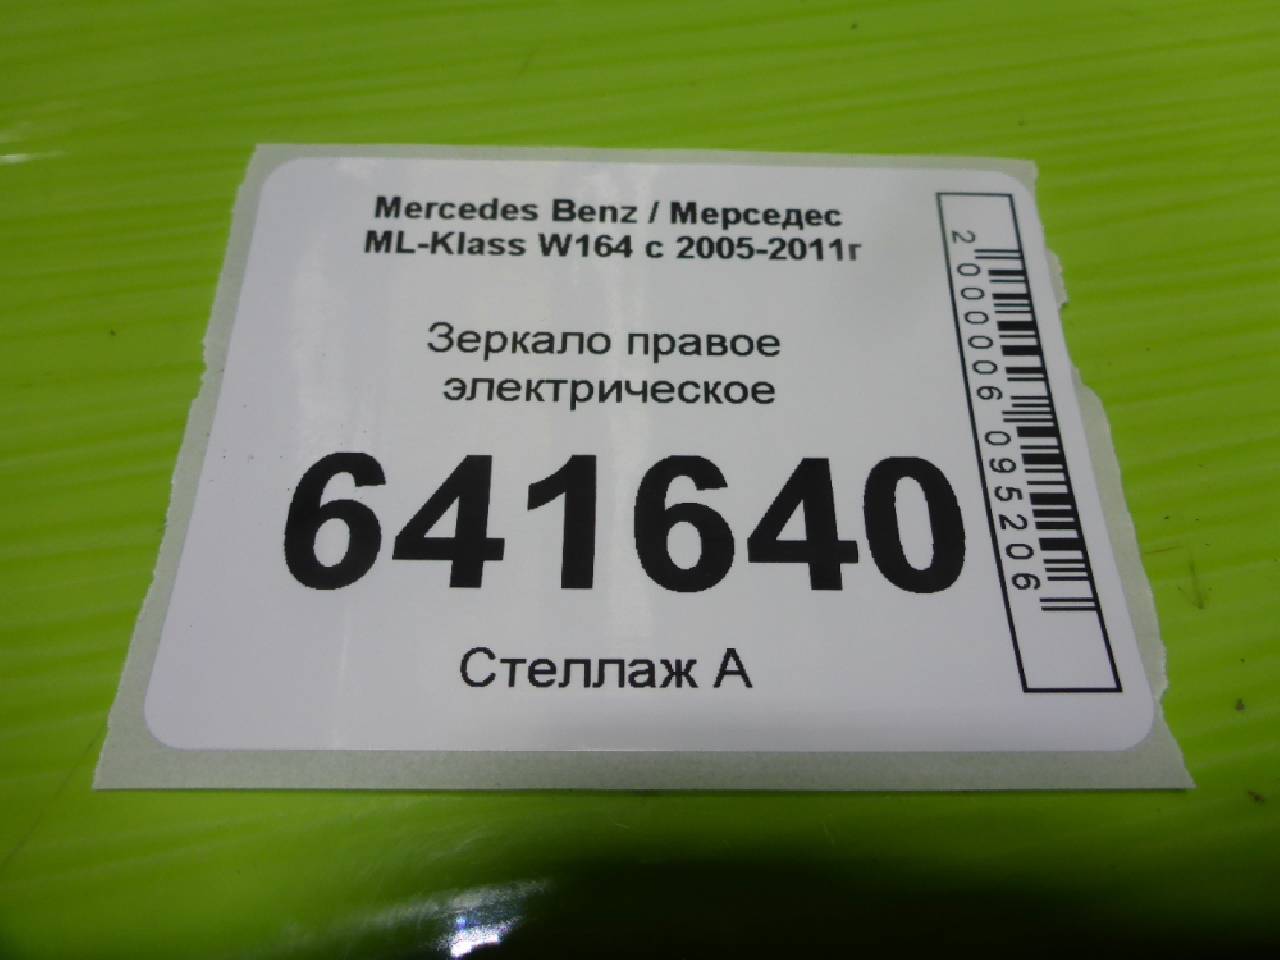 Mercedes Benz / Мерседес
ML-Klass W164 с 2005-2011г
Зеркало правое
электрическое
641640
Стеллаж А
2000006095206